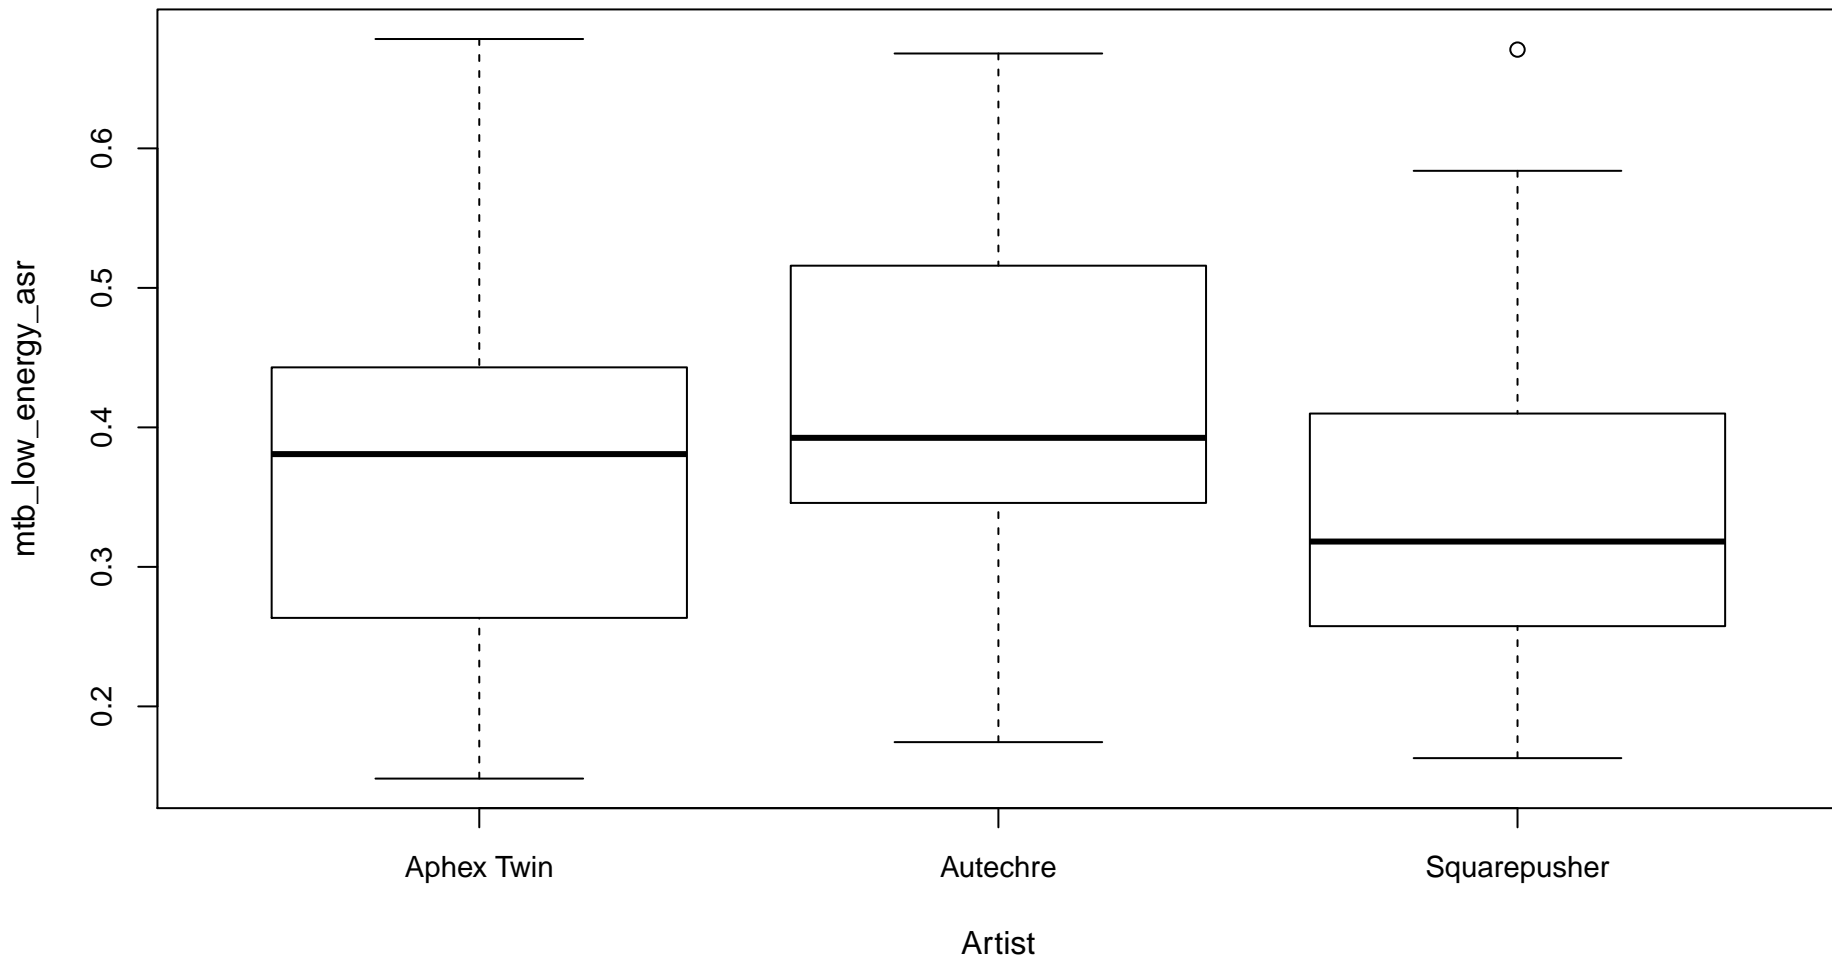 mtb_low_energy_asr
0.6
0.5
0.4
0.3
0.2
Aphex Twin
Autechre
Squarepusher
Artist